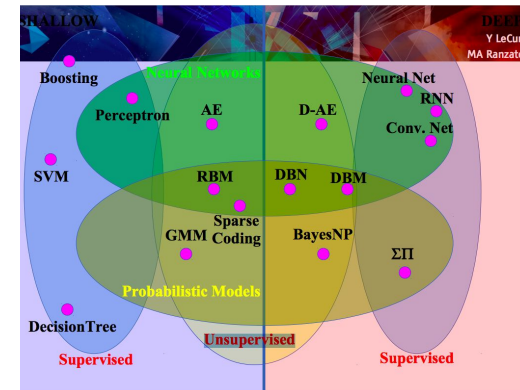 SHALLOW
DEEP
Y LeCun
MA Ranzato
Boosting
Neural Networks
Neural Net
Perceptron
AE
D-AE
RNN
Conv. Net
SVM
RBM
DBN
DBM
Sparse
Coding
GMM
BayesNP
ΣΠ
Probabilistic Models
DecisionTree
Unsupervised
Supervised
Supervised